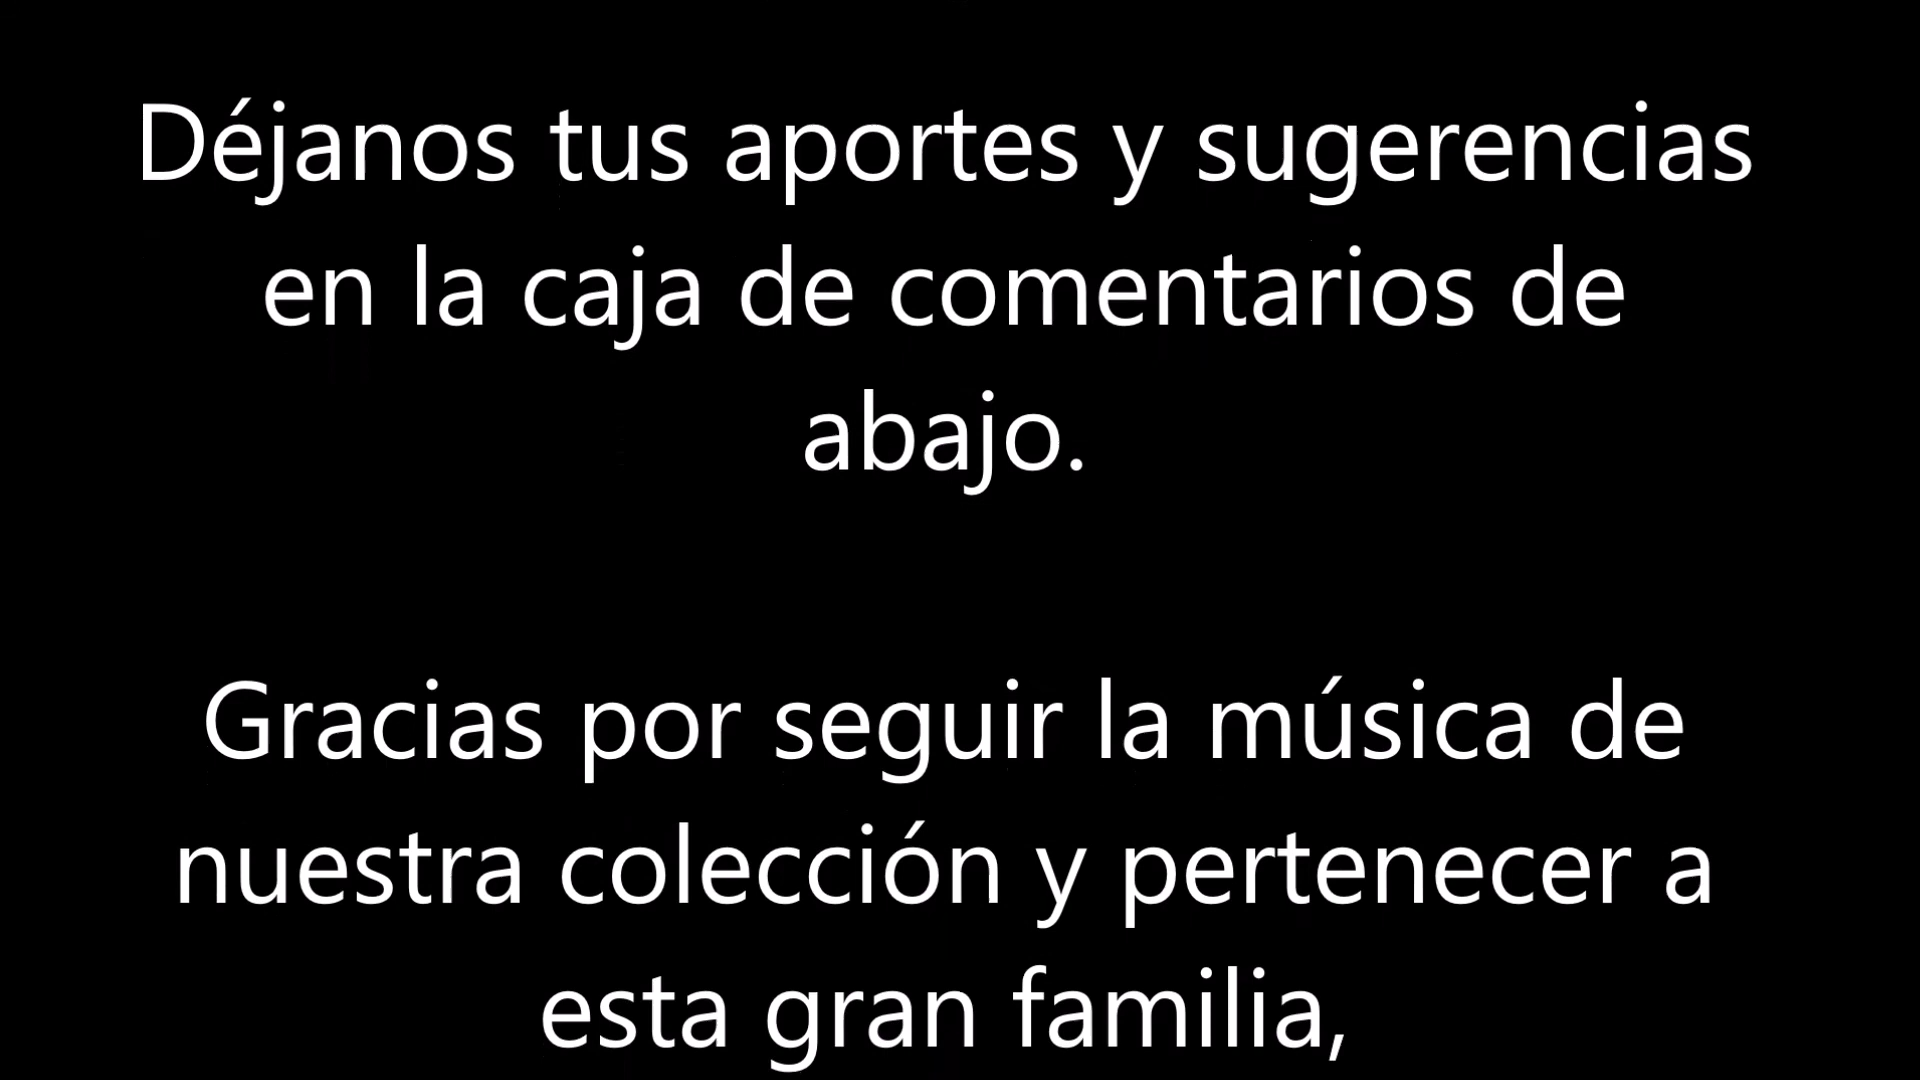 Déjanos tus aportes y sugerencias
en la caja de comentarios de
abajo.
Gracias por seguir la música de
nuestra colección y pertenecer a
esta gran familia,